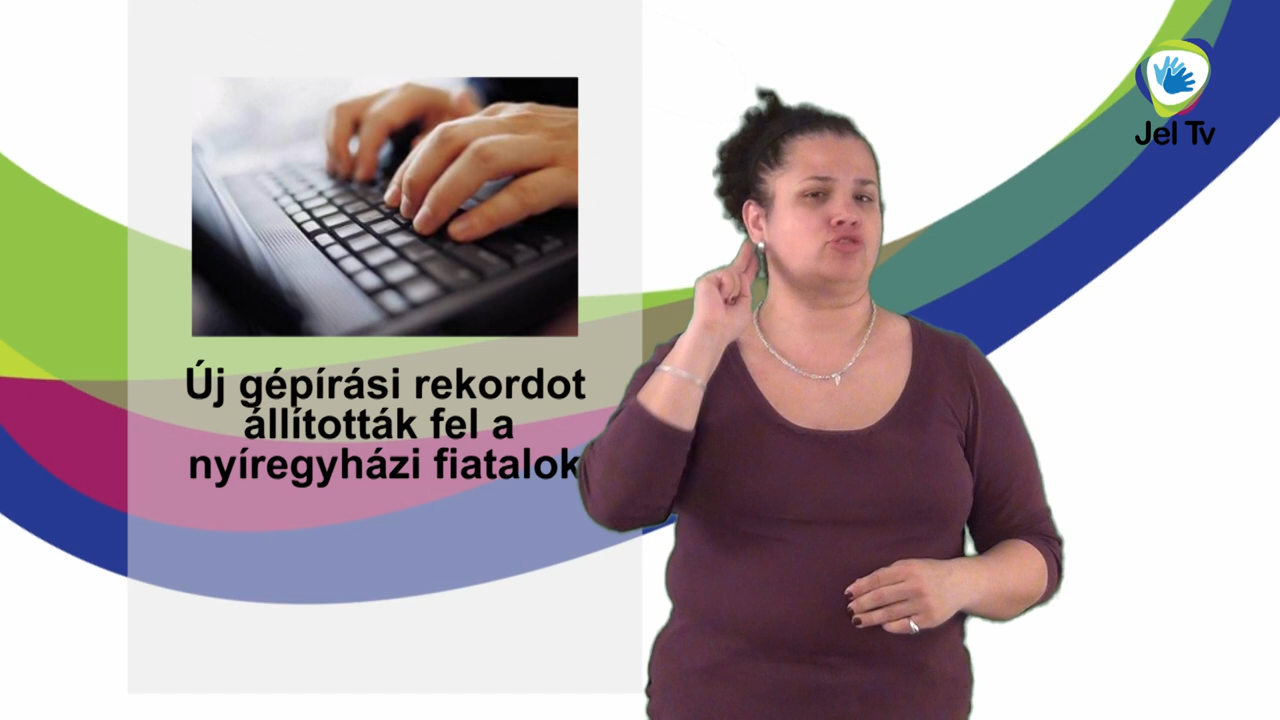 Jel Tv
Új gépírási rekordot
állították fel a
nyíregyházi fiatalok